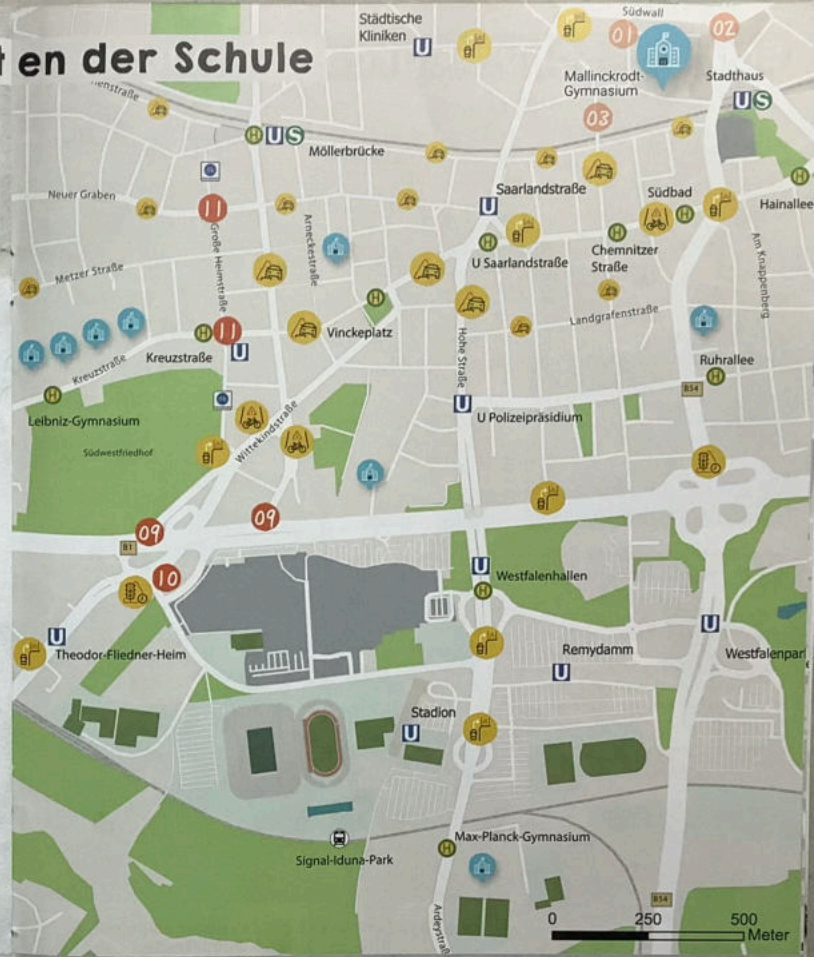 en der Schule
Städtische
Kliniken
U
Südwall
01
02
Mallinckrodt-
Gymnasium
Stadthaus
U S
03
H U S
Möllerbrücke
Neuer Graben
11
Große Heimstraße
Arneckestraße
Saarlandstraße
U
Südbad
H
Hainallee
H
H
U Saarlandstraße
H
Chemnitzer
Straße
Am Knappenberg
Metzer Straße
H
Vinckeplatz
Landgrafenstraße
Hohe Straße
H
11
Kreuzstraße
U
Kreuzstraße
H
Leibniz-Gymnasium
Ruhrallee
H
B54
U
U Polizeipräsidium
Südwestfriedhof
Wittekindstraße
09
09
B1
10
U
Westfalenhallen
H
U
Theodor-Fliedner-Heim
Remydamm
U
U
Westfalenpar
Stadion
U
Signal-Iduna-Park
H
Max-Planck-Gymnasium
Ardeystraß
B54
0 250 500
Meter